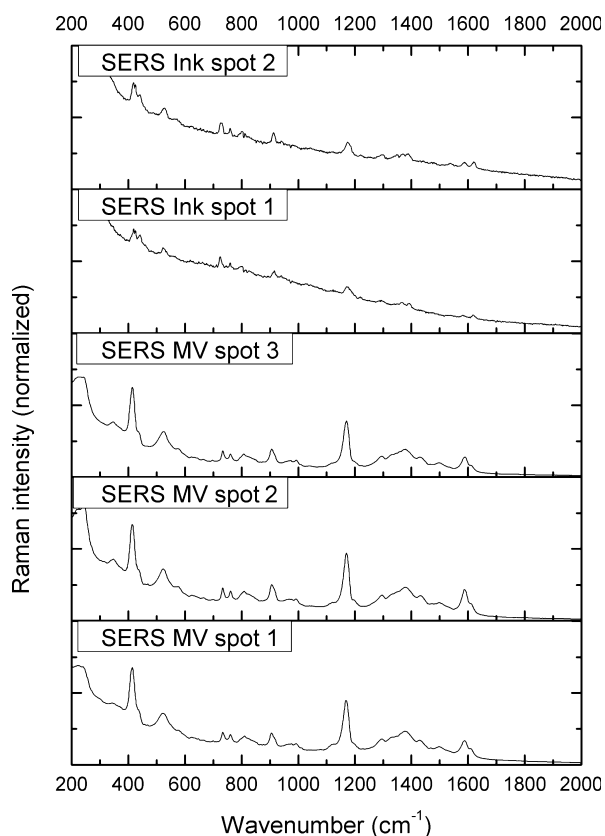 200 400 600 800 1000 1200 1400 1600 1800 2000
SERS Ink spot 2
SERS Ink spot 1
SERS MV spot 3
SERS MV spot 2
SERS MV spot 1
Raman intensity (normalized)
200 400 600 800 1000 1200 1400 1600 1800 2000
Wavenumber (cm⁻¹)